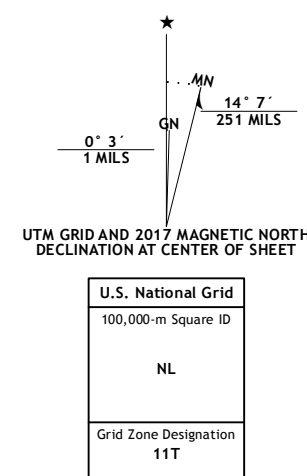 ★
MN
GN
0° 3´
1 MILS
14° 7´
251 MILS
UTM GRID AND 2017 MAGNETIC NORTH
DECLINATION AT CENTER OF SHEET
U.S. National Grid
100,000-m Square ID
NL
Grid Zone Designation
11T